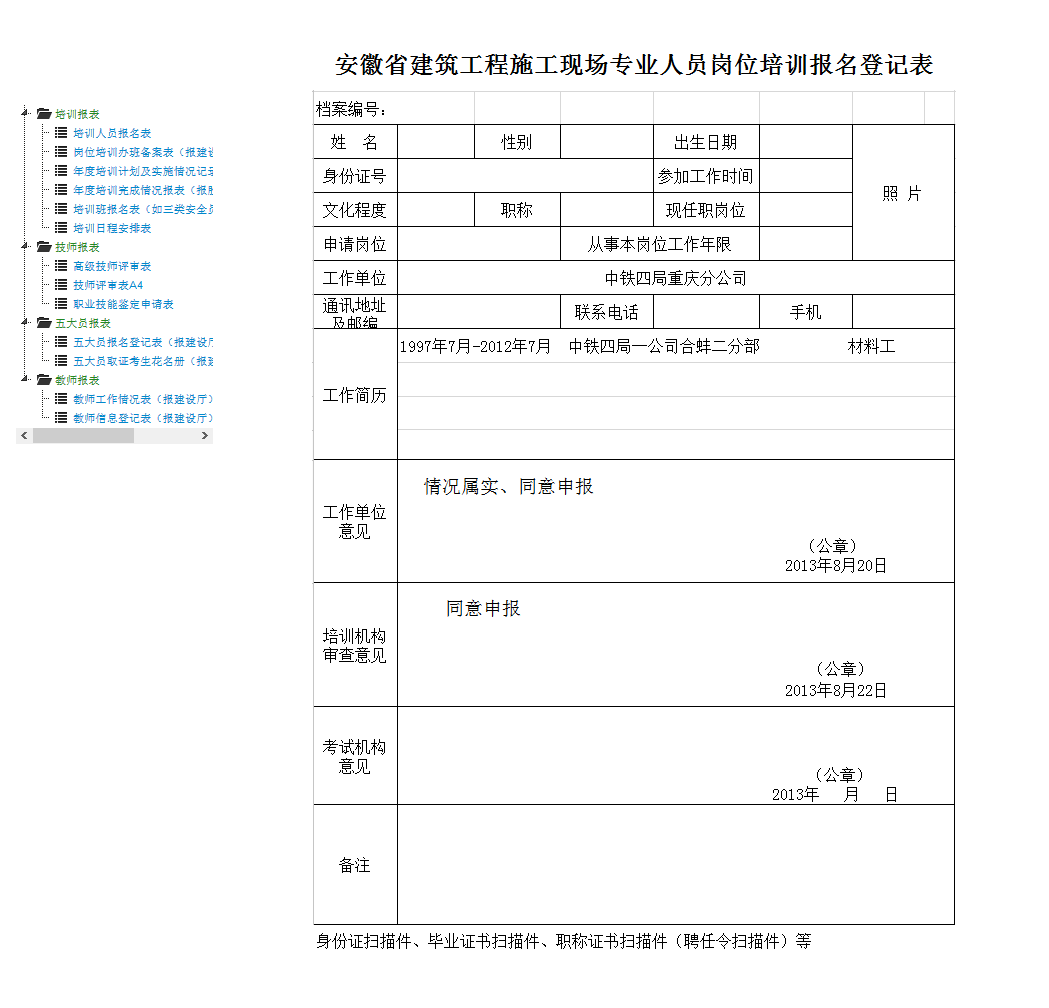 安徽省建筑工程施工现场专业人员岗位培训报名登记表
培训报表
培训人员报名表
岗位培训办班备案表（报建设
年度培训计划及实施情况记录
年度培训完成情况报表（报股
培训班报名表（如三类安全员
培训日程安排表
技师报表
高级技师评审表
技师评审表A4
职业技能鉴定申请表
五大员报表
五大员报名登记表（报建设厅
五大员取证考生花名册（报建
教师报表
教师工作情况表（报建设厅）
教师信息登记表（报建设厅）
档案编号:
姓 名 性别 出生日期
照 片
身份证号 参加工作时间
文化程度 职称 现任职岗位
申请岗位 从事本岗位工作年限
工作单位 中铁四局重庆分公司
通讯地址
及邮编
联系电话 手机
1997年7月-2012年7月 中铁四局一公司合蚌二分部 材料工
工作简历
情况属实、同意申报
工作单位
意见
（公章）
2013年8月20日
同意申报
培训机构
审查意见
（公章）
2013年8月22日
考试机构
意见
（公章）
2013年 月 日
备注
身份证扫描件、毕业证书扫描件、职称证书扫描件（聘任令扫描件）等